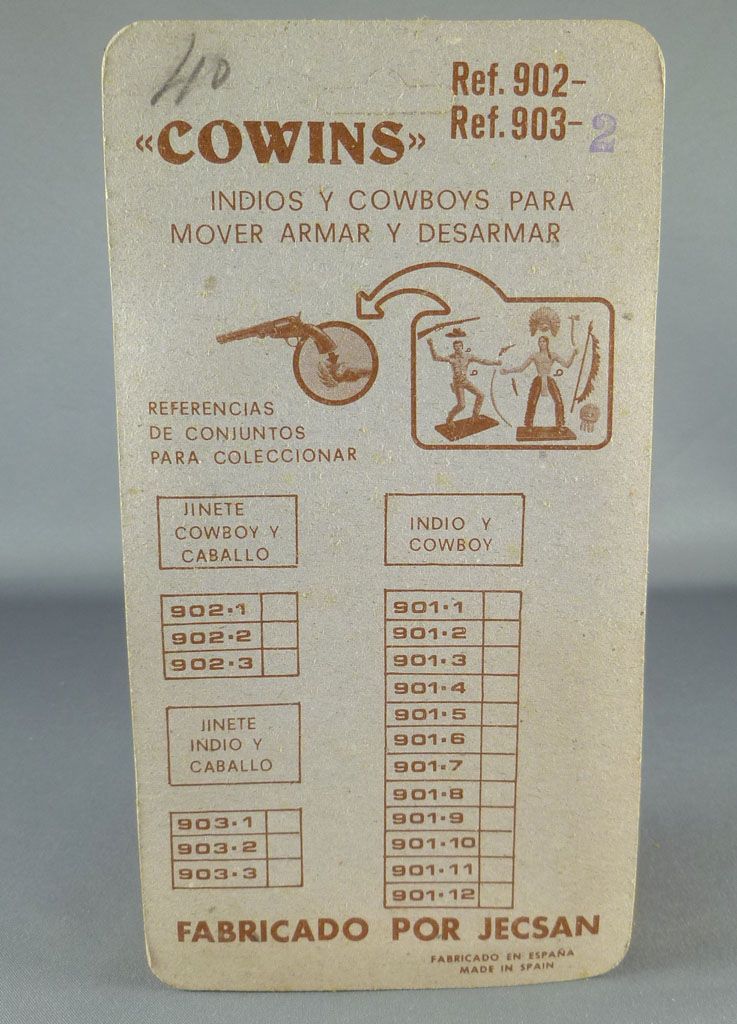 40
Ref. 902-
Ref. 903- 2
«COWINS»
INDIOS Y COWBOYS PARA
MOVER ARMAR Y DESARMAR
REFERENCIAS
DE CONJUNTOS
PARA COLECCIONAR
JINETE
COWBOY Y
CABALLO
902·1
902·2
902·3
JINETE
INDIO Y
CABALLO
903·1
903·2
903·3
INDIO Y
COWBOY
901·1
901·2
901·3
901·4
901·5
901·6
901·7
901·8
901·9
901·10
901·11
901·12
FABRICADO POR JECSAN
FABRICADO EN ESPAÑA
MADE IN SPAIN